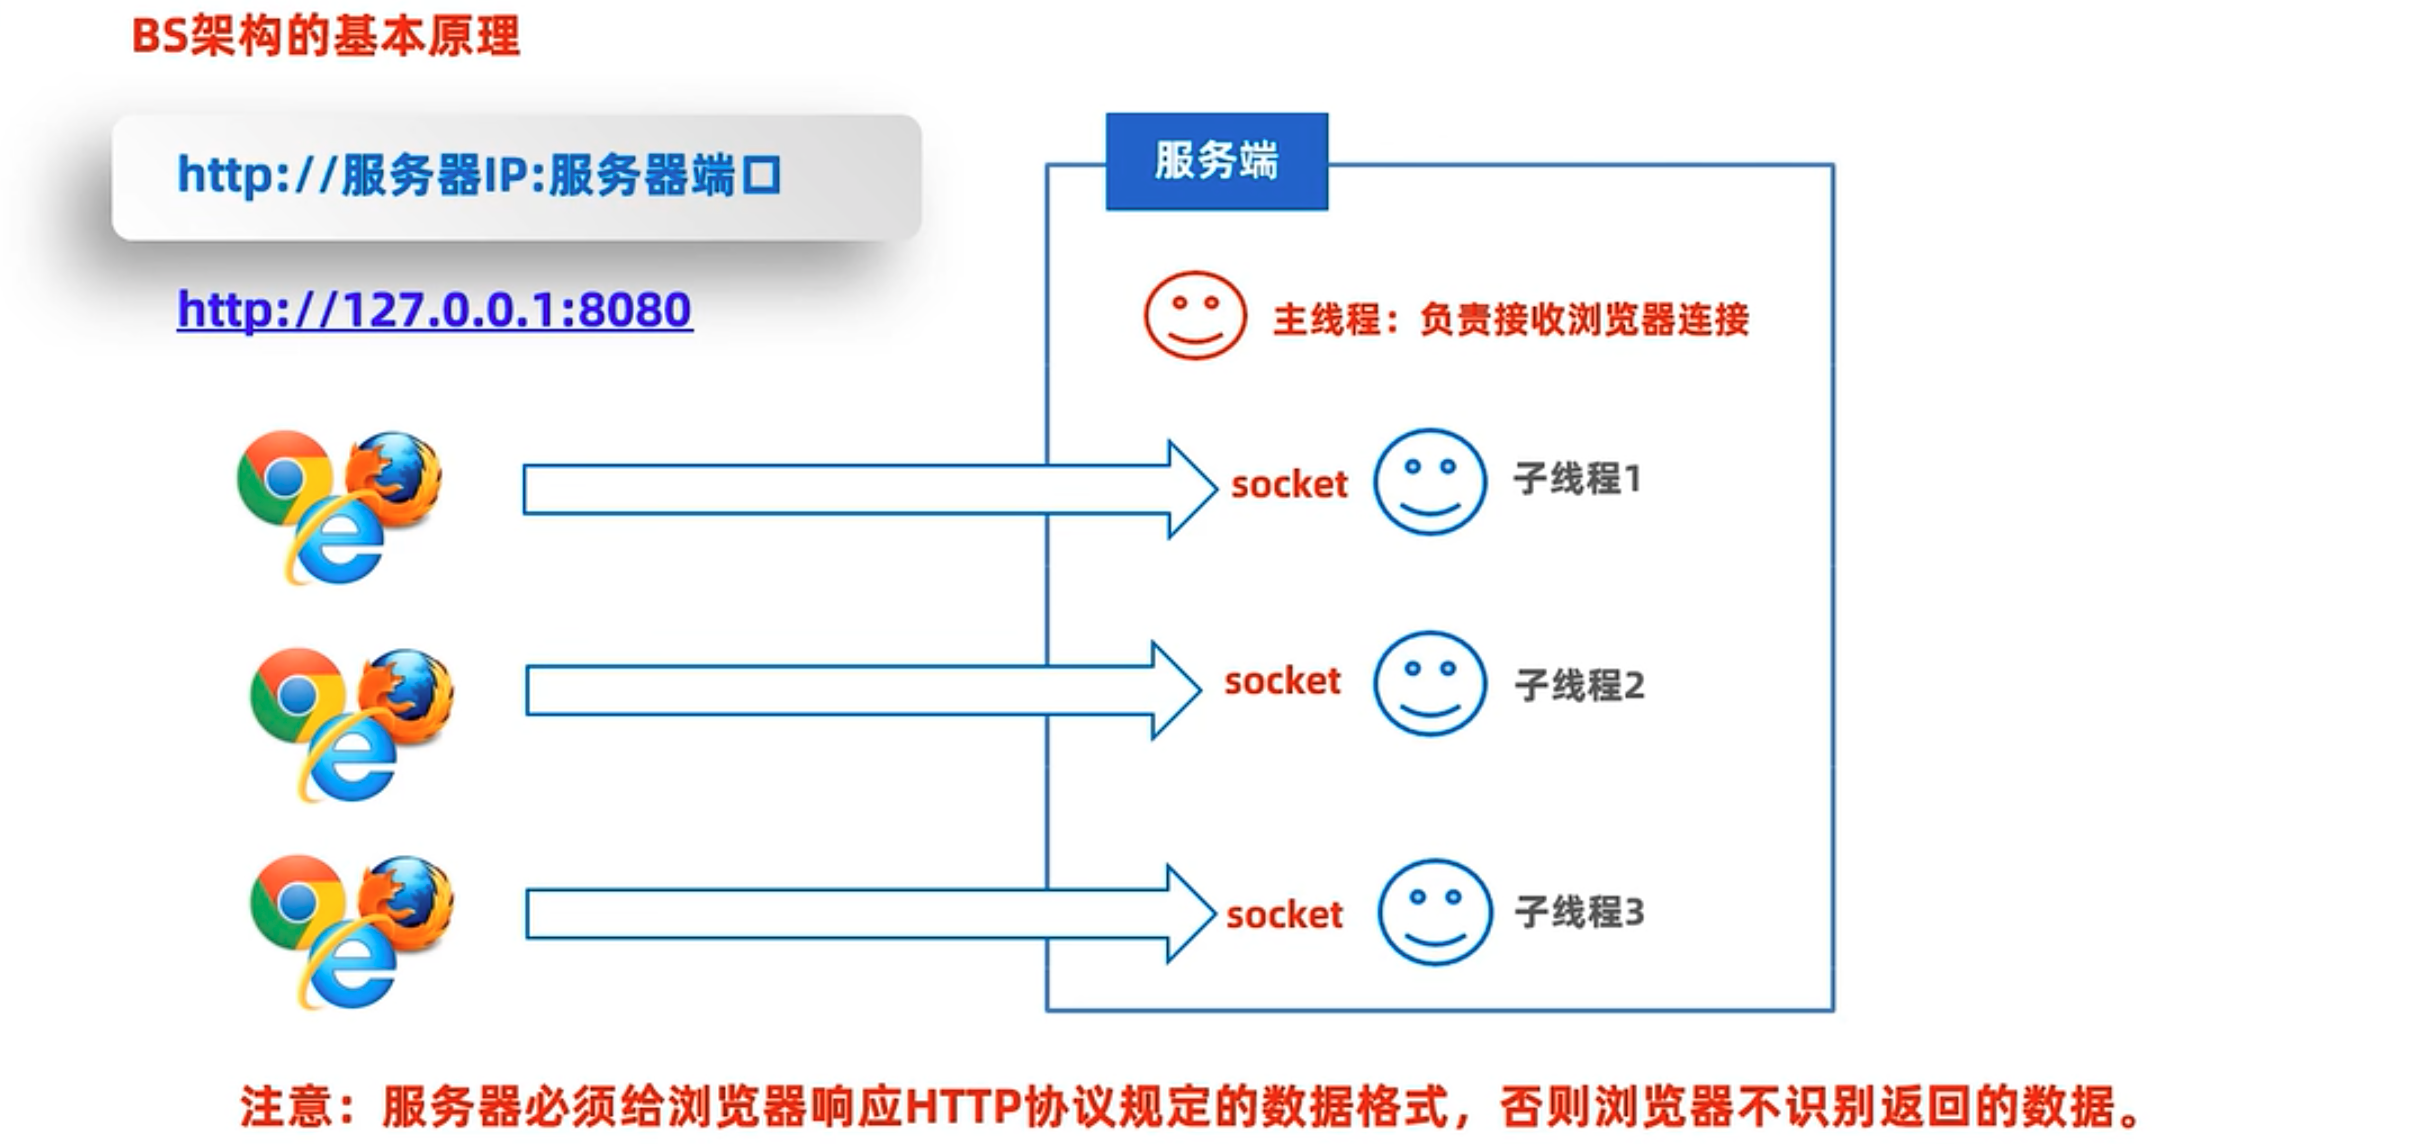 BS架构的基本原理
http://服务器IP:服务器端口
服务端
http://127.0.0.1:8080
主线程：负责接收浏览器连接
socket 子线程1
socket 子线程2
socket 子线程3
注意：服务器必须给浏览器响应HTTP协议规定的数据格式，否则浏览器不识别返回的数据。